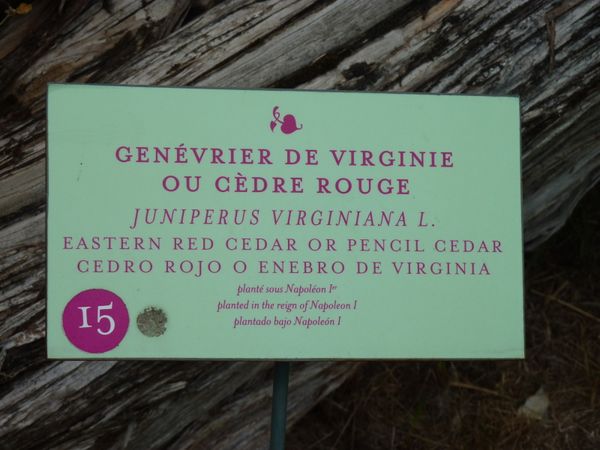 GENÉVRIER DE VIRGINIE
OU CÈDRE ROUGE
JUNIPERUS VIRGINIANA L.
EASTERN RED CEDAR OR PENCIL CEDAR
CEDRO ROJO O ENEBRO DE VIRGINIA
planté sous Napoléon Iᵉʳ
planted in the reign of Napoleon I
plantado bajo Napoleón I
15